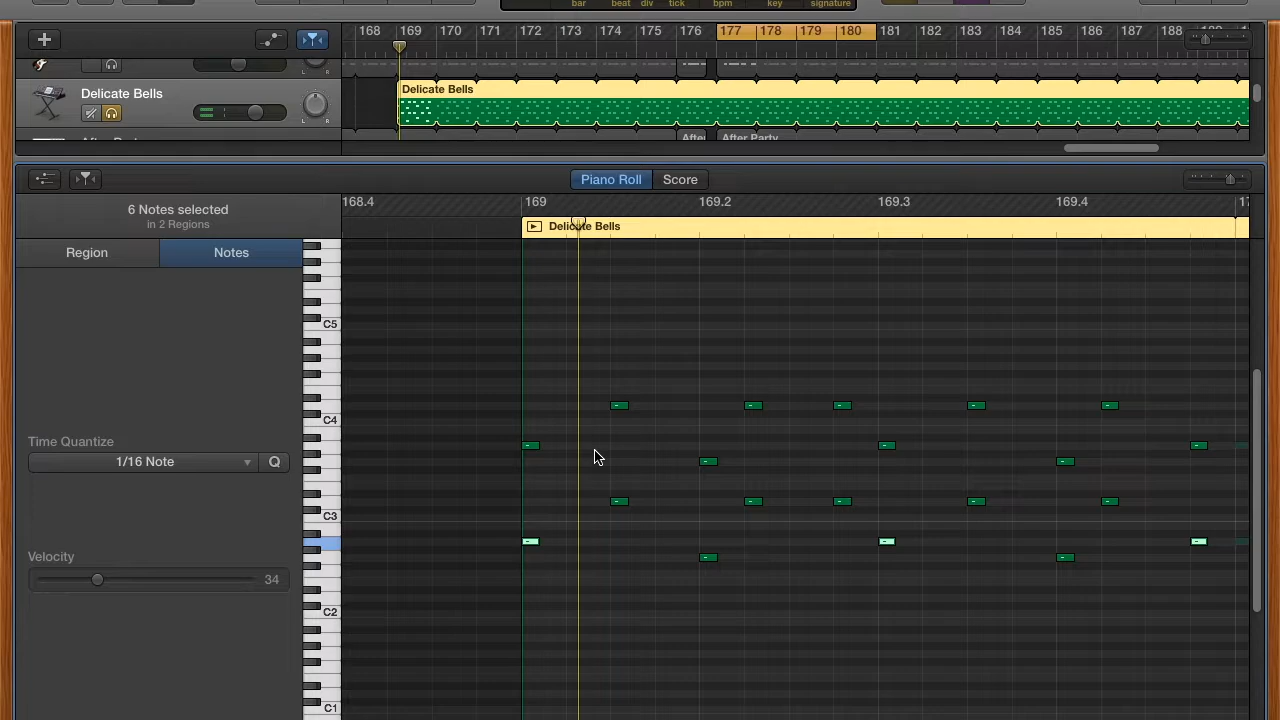 bar beat div tick bpm key signature
168 169 170 171 172 173 174 175 176 177 178 179 180 181 182 183 184 185 186 187 188
Delicate Bells
Delicate Bells
L R
After Party
Piano Roll Score
6 Notes selected
in 2 Regions
168.4 169 169.2 169.3 169.4
Delicate Bells
Region Notes
C5
C4
Time Quantize
1/16 Note Q
C3
Velocity
34
C2
C1